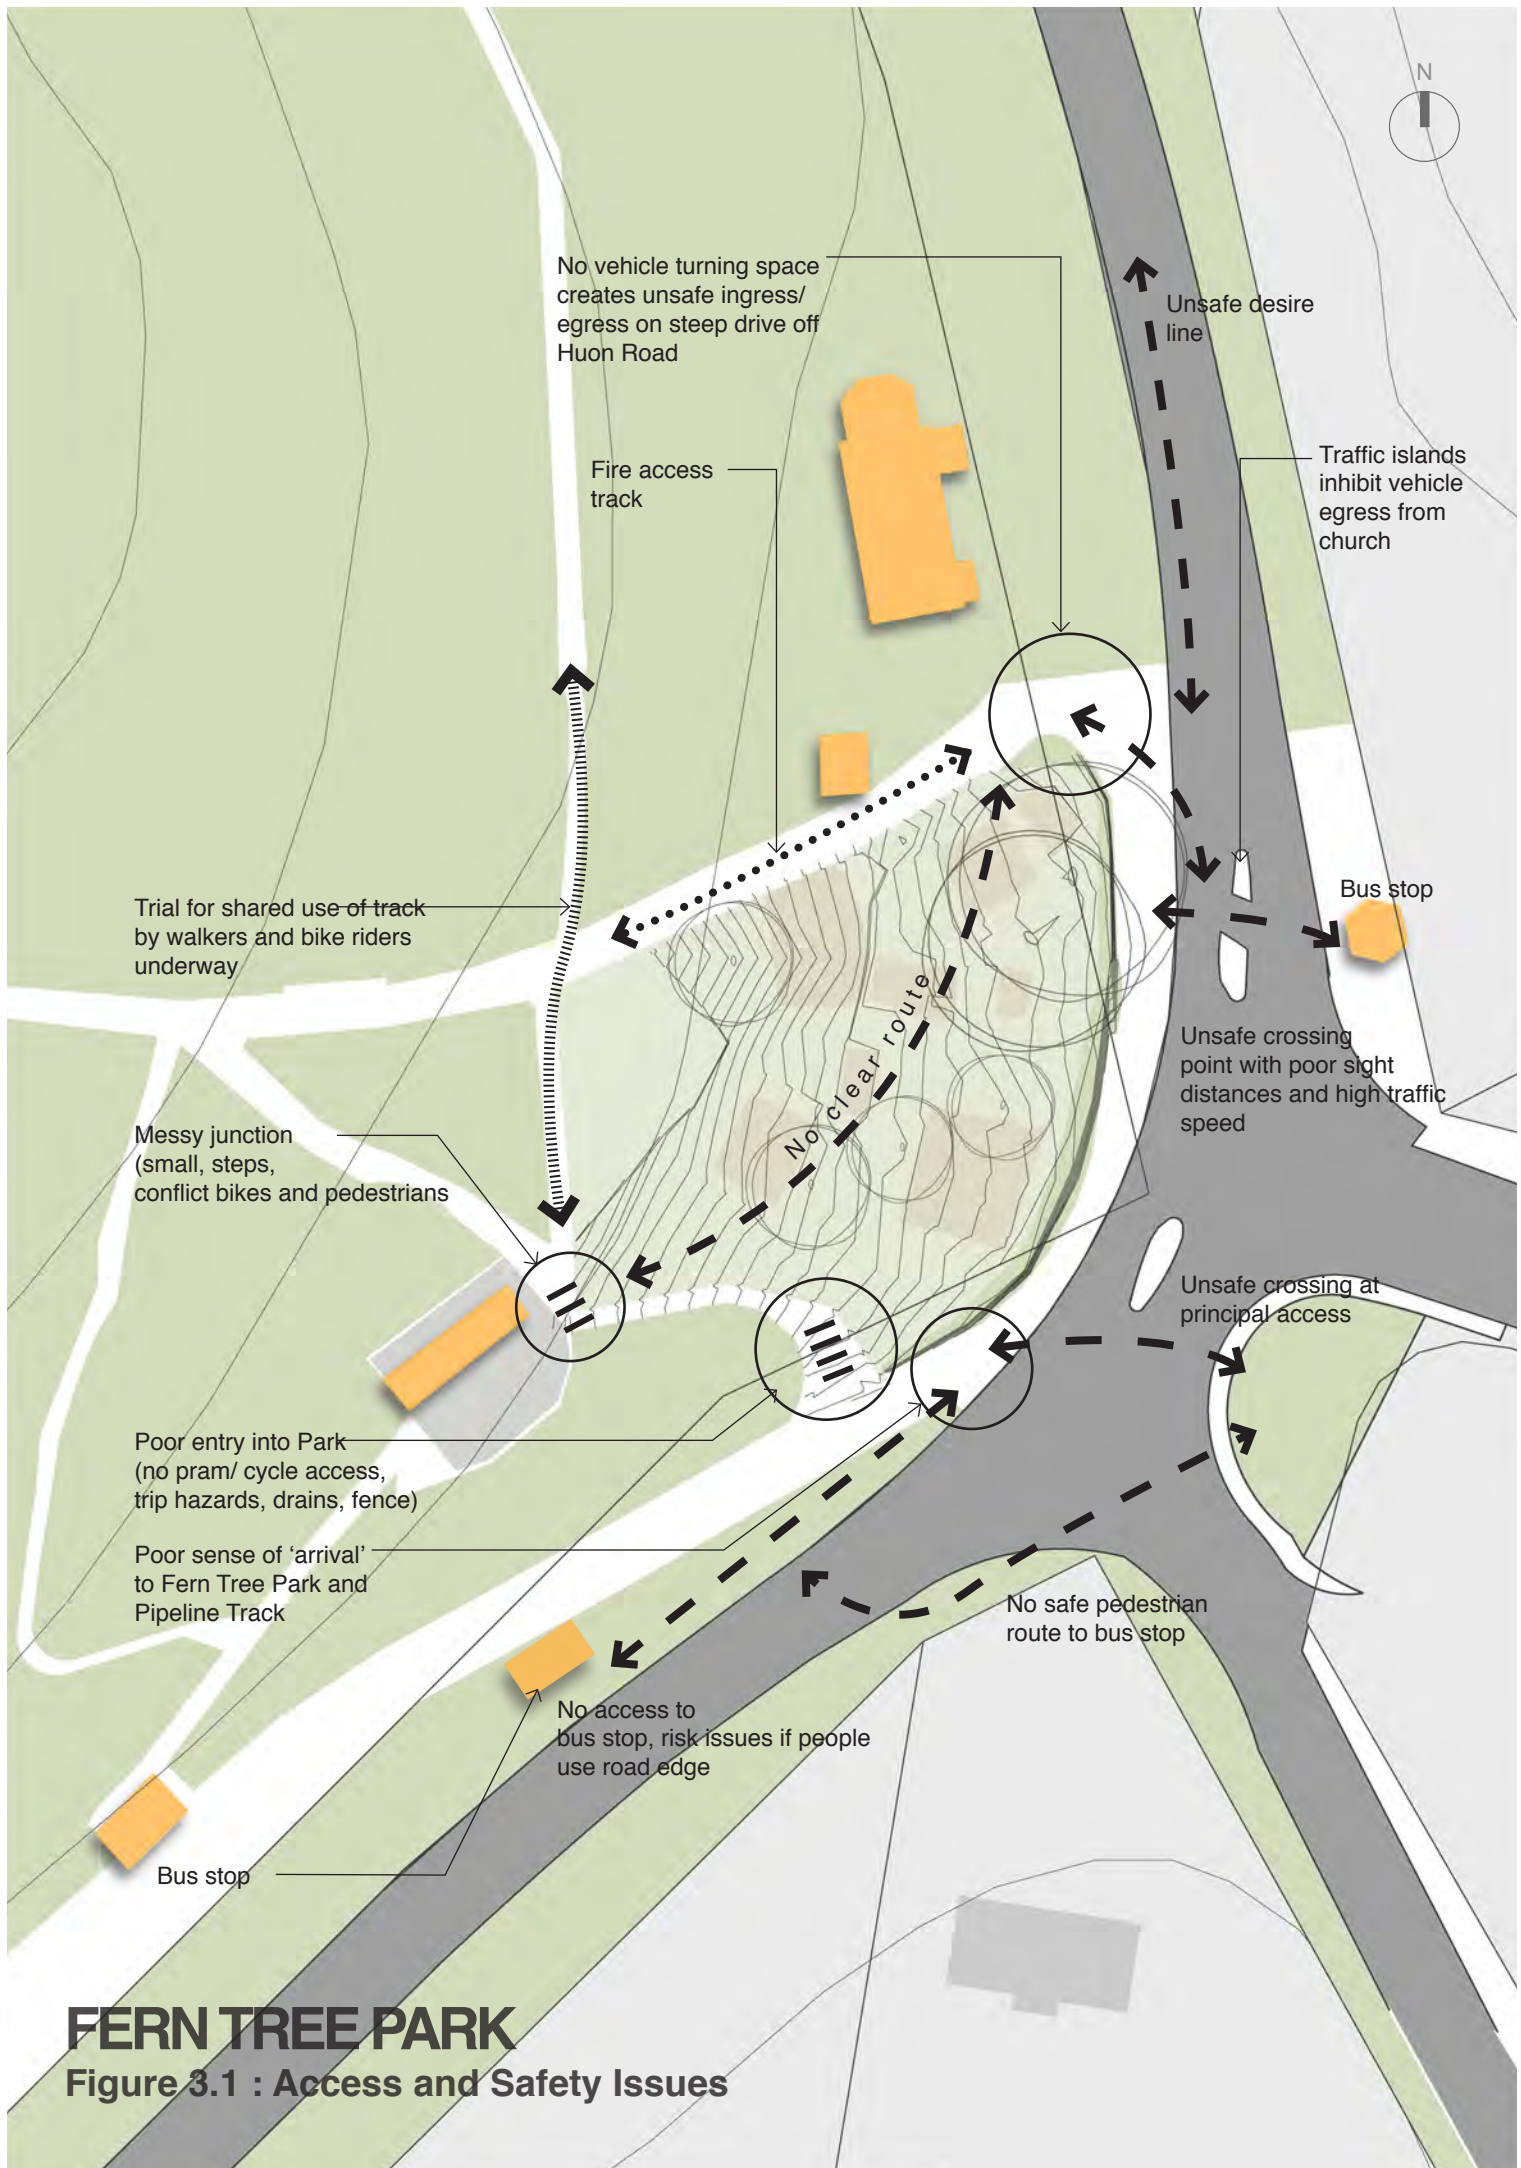 N
No vehicle turning space
creates unsafe ingress/
egress on steep drive off
Huon Road
Unsafe desire
line
Fire access
track
Traffic islands
inhibit vehicle
egress from
church
Bus stop
Trial for shared use of track
by walkers and bike riders
underway
No clear route
Unsafe crossing
point with poor sight
distances and high traffic
speed
Messy junction
(small, steps,
conflict bikes and pedestrians
Unsafe crossing at
principal access
Poor entry into Park
(no pram/ cycle access,
trip hazards, drains, fence)
Poor sense of ‘arrival’
to Fern Tree Park and
Pipeline Track
No safe pedestrian
route to bus stop
No access to
bus stop, risk issues if people
use road edge
Bus stop
FERN TREE PARK
Figure 3.1 : Access and Safety Issues